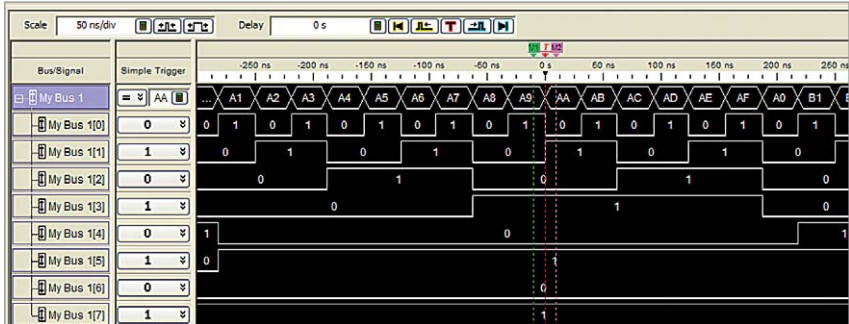 Scale 50 ns/div Delay 0 s T
M1 T M2
Bus/Signal Simple Trigger -250 ns -200 ns -150 ns -100 ns -50 ns 0 s 50 ns 100 ns 150 ns 200 ns 250 ns
My Bus 1 = AA ... A1 A2 A3 A4 A5 A6 A7 A8 A9 AA AB AC AD AE AF A0 B1
My Bus 1[0] 0 0 1 0 1 0 1 0 1 0 1 0 1 0 1 0 1 0 1
My Bus 1[1] 1 0 1 0 1 0 1 0 1 0
My Bus 1[2] 0 0 1 0 1 0
My Bus 1[3] 1 0 1 0
My Bus 1[4] 0 1 0 1
My Bus 1[5] 1 0 1
My Bus 1[6] 0 0
My Bus 1[7] 1 1